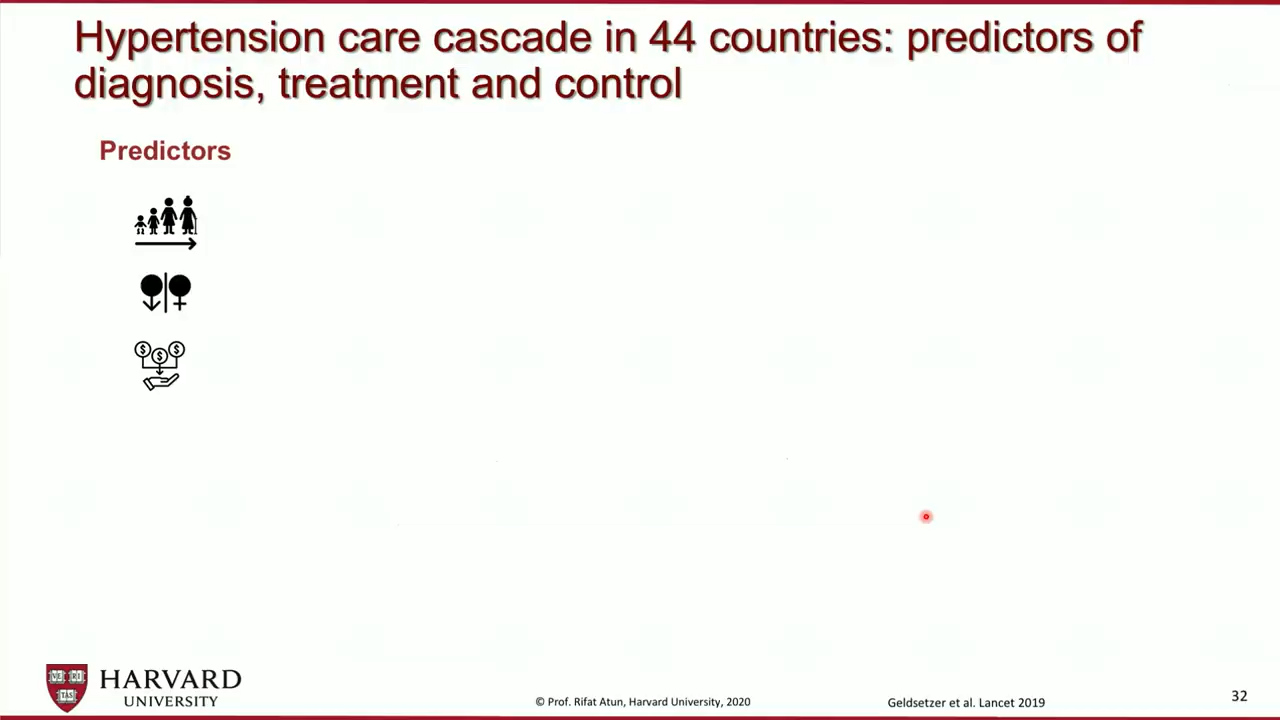 Hypertension care cascade in 44 countries: predictors of
diagnosis, treatment and control
Predictors
$ $ $
HARVARD
UNIVERSITY
© Prof. Rifat Atun, Harvard University, 2020
Geldsetzer et al. Lancet 2019
32